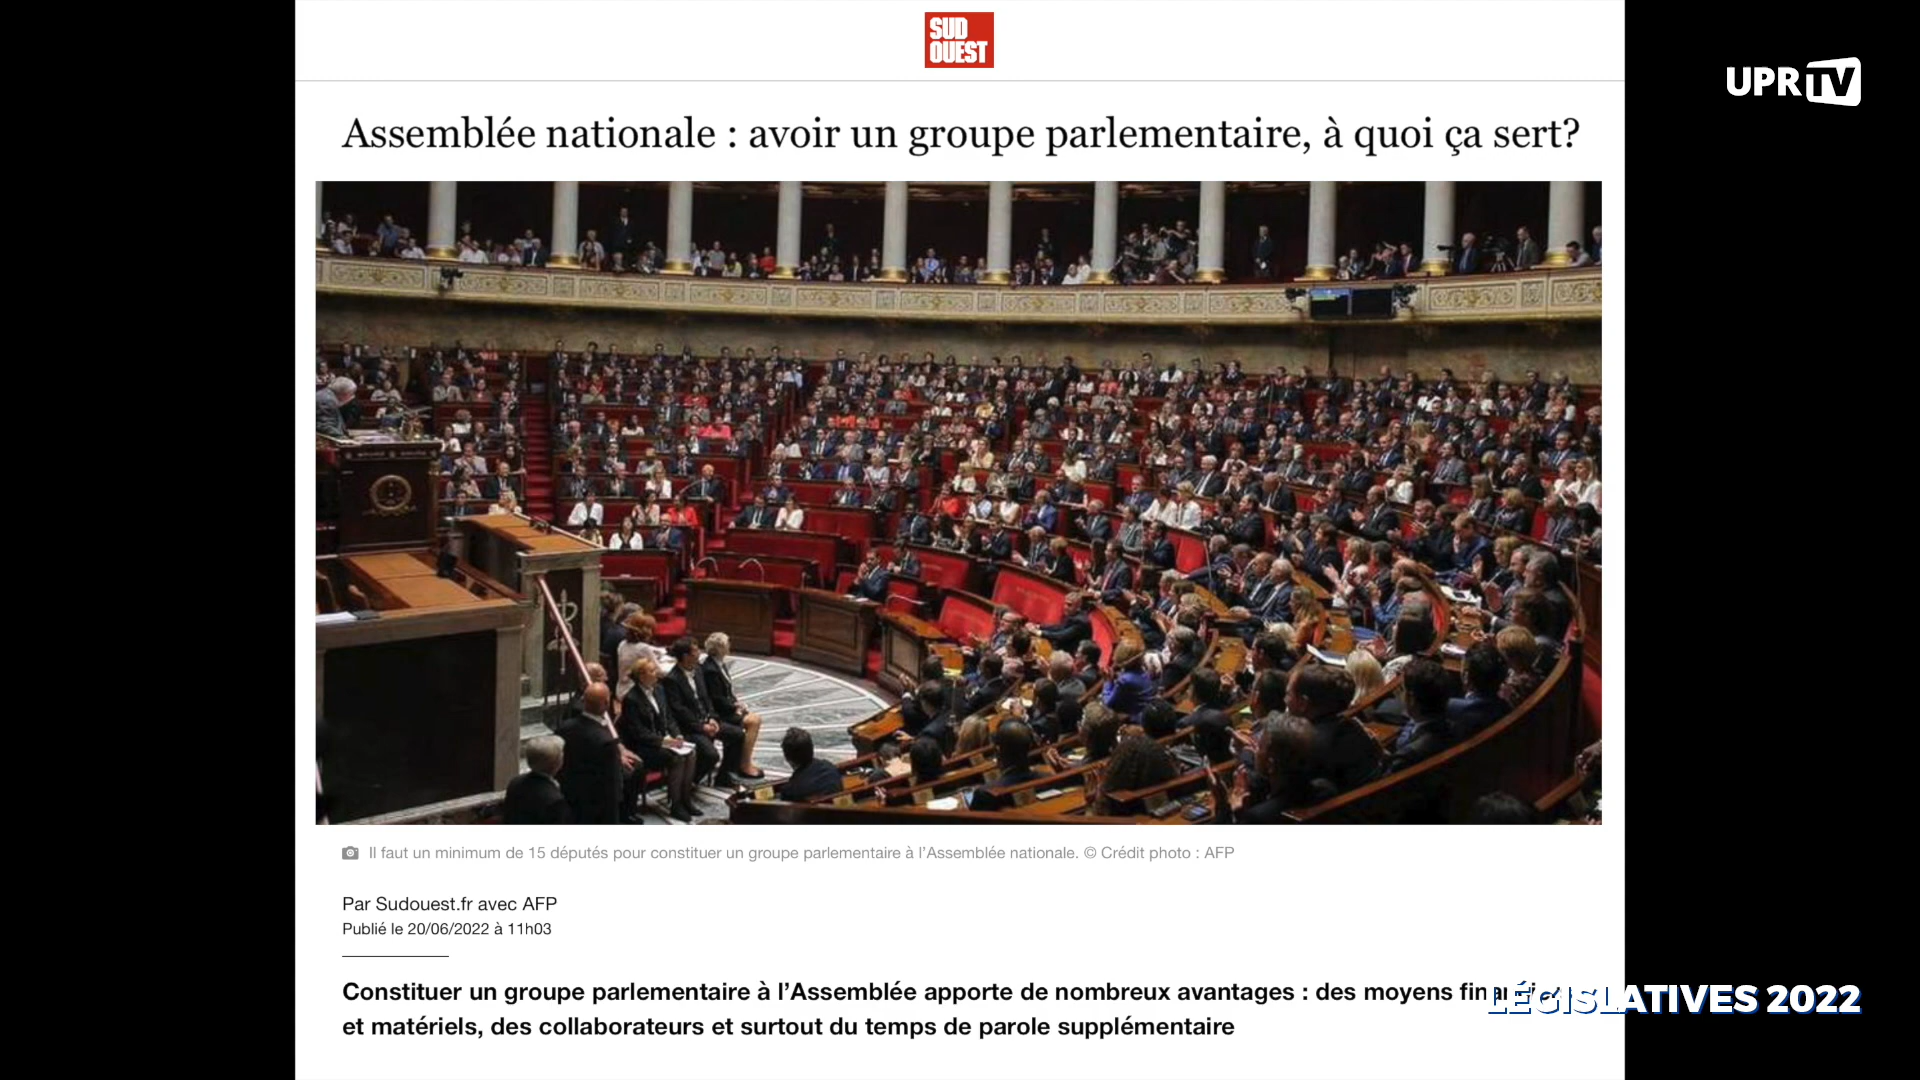 SUD
OUEST
UPR TV
Assemblée nationale : avoir un groupe parlementaire, à quoi ça sert?
Il faut un minimum de 15 députés pour constituer un groupe parlementaire à l'Assemblée nationale. © Crédit photo : AFP
Par Sudouest.fr avec AFP
Publié le 20/06/2022 à 11h03
Constituer un groupe parlementaire à l'Assemblée apporte de nombreux avantages : des moyens
et matériels, des collaborateurs et surtout du temps de parole supplémentaire
LÉGISLATIVES 2022